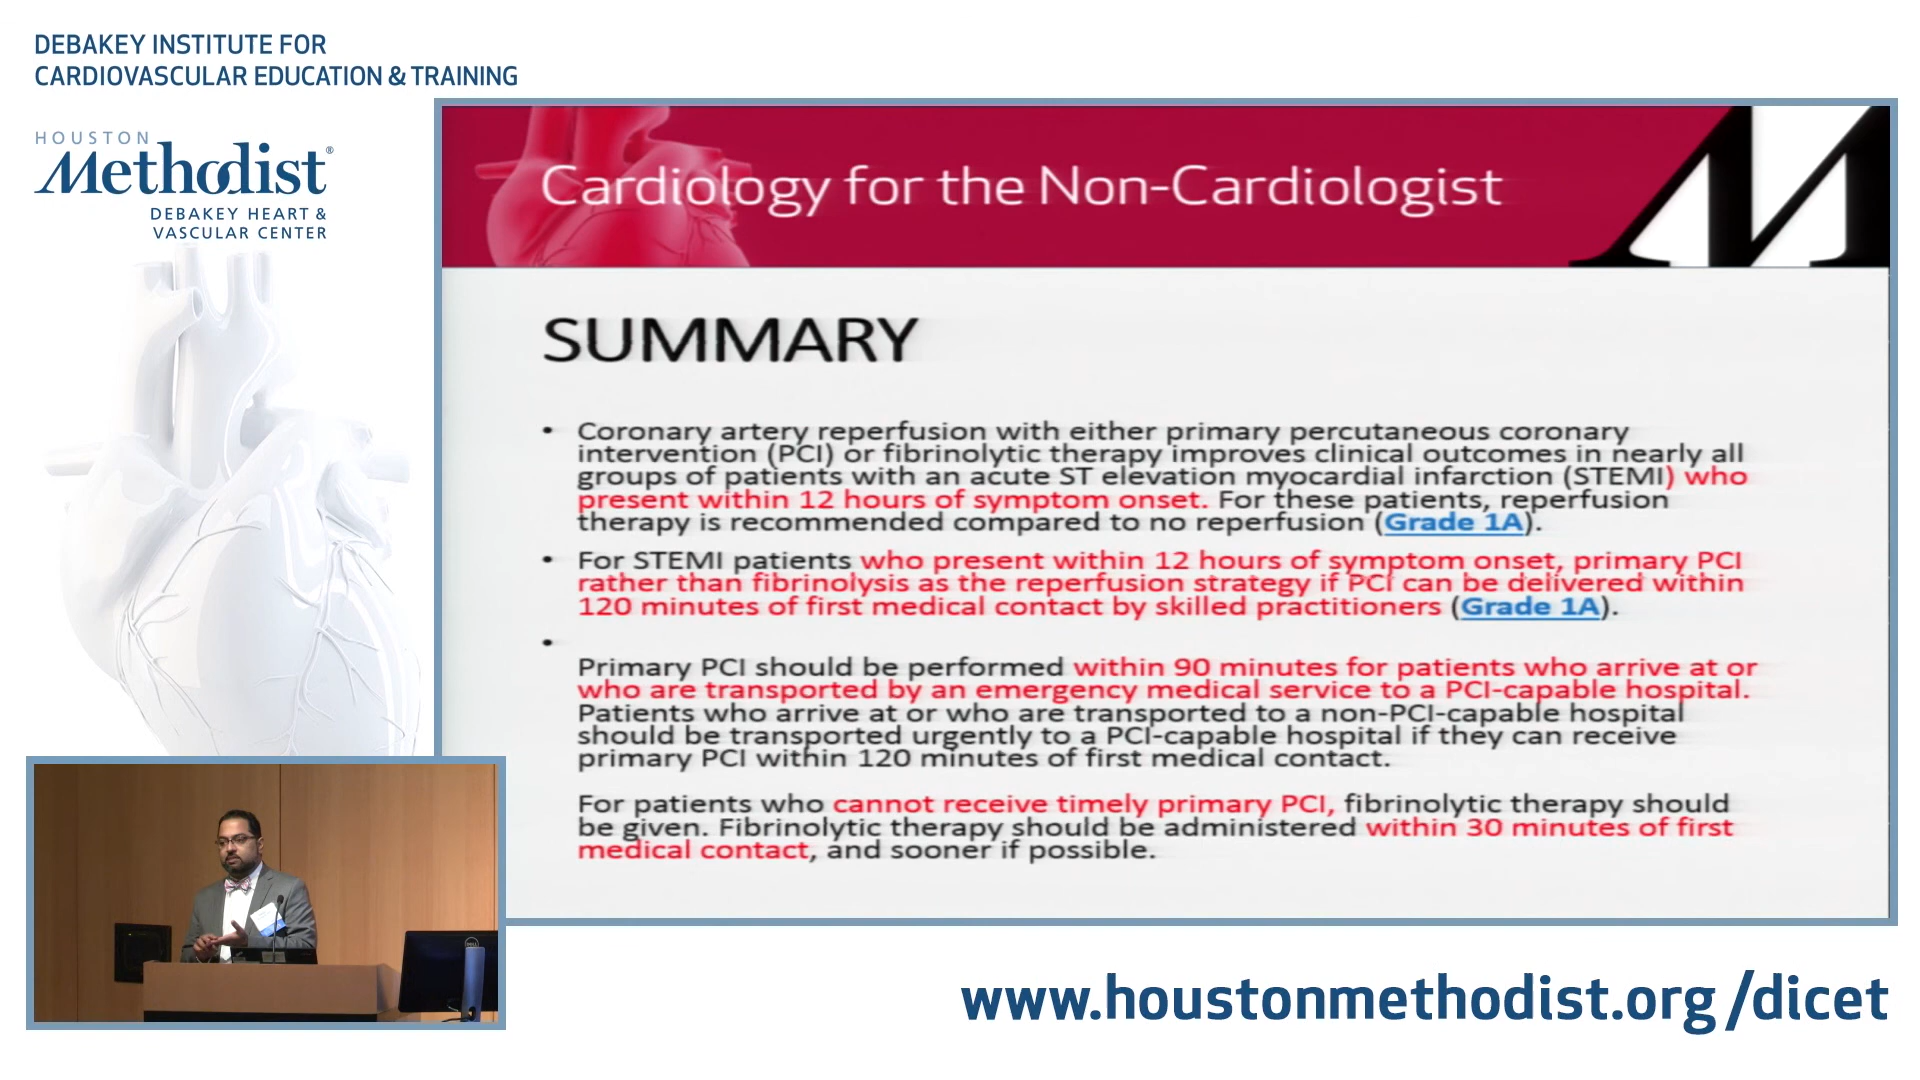 DEBAKEY INSTITUTE FOR
CARDIOVASCULAR EDUCATION & TRAINING
HOUSTON
Methodist®
DEBAKEY HEART &
VASCULAR CENTER
Cardiology for the Non-Cardiologist
M
SUMMARY
• Coronary artery reperfusion with either primary percutaneous coronary
intervention (PCI) or fibrinolytic therapy improves clinical outcomes in nearly all
groups of patients with an acute ST elevation myocardial infarction (STEMI) who
present within 12 hours of symptom onset. For these patients, reperfusion
therapy is recommended compared to no reperfusion (Grade 1A).
• For STEMI patients who present within 12 hours of symptom onset, primary PCI
rather than fibrinolysis as the reperfusion strategy if PCI can be delivered within
120 minutes of first medical contact by skilled practitioners (Grade 1A).
•
Primary PCI should be performed within 90 minutes for patients who arrive at or
who are transported by an emergency medical service to a PCI-capable hospital.
Patients who arrive at or who are transported to a non-PCI-capable hospital
should be transported urgently to a PCI-capable hospital if they can receive
primary PCI within 120 minutes of first medical contact.
For patients who cannot receive timely primary PCI, fibrinolytic therapy should
be given. Fibrinolytic therapy should be administered within 30 minutes of first
medical contact, and sooner if possible.
DELL
www.houstonmethodist.org/dicet